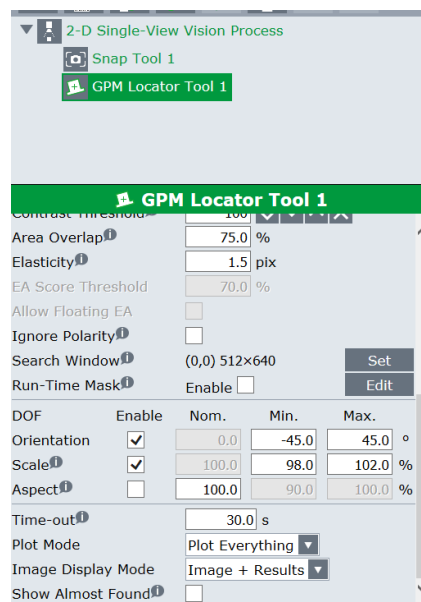 2-D Single-View Vision Process
Snap Tool 1
GPM Locator Tool 1
GPM Locator Tool 1
Contrast Threshold 100
Area Overlap 75.0 %
Elasticity 1.5 pix
EA Score Threshold 70.0 %
Allow Floating EA
Ignore Polarity
Search Window (0,0) 512×640 Set
Run-Time Mask Enable Edit
DOF Enable Nom. Min. Max.
Orientation 0.0 -45.0 45.0 °
Scale 100.0 98.0 102.0 %
Aspect 100.0 90.0 100.0 %
Time-out 30.0 s
Plot Mode Plot Everything
Image Display Mode Image + Results
Show Almost Found